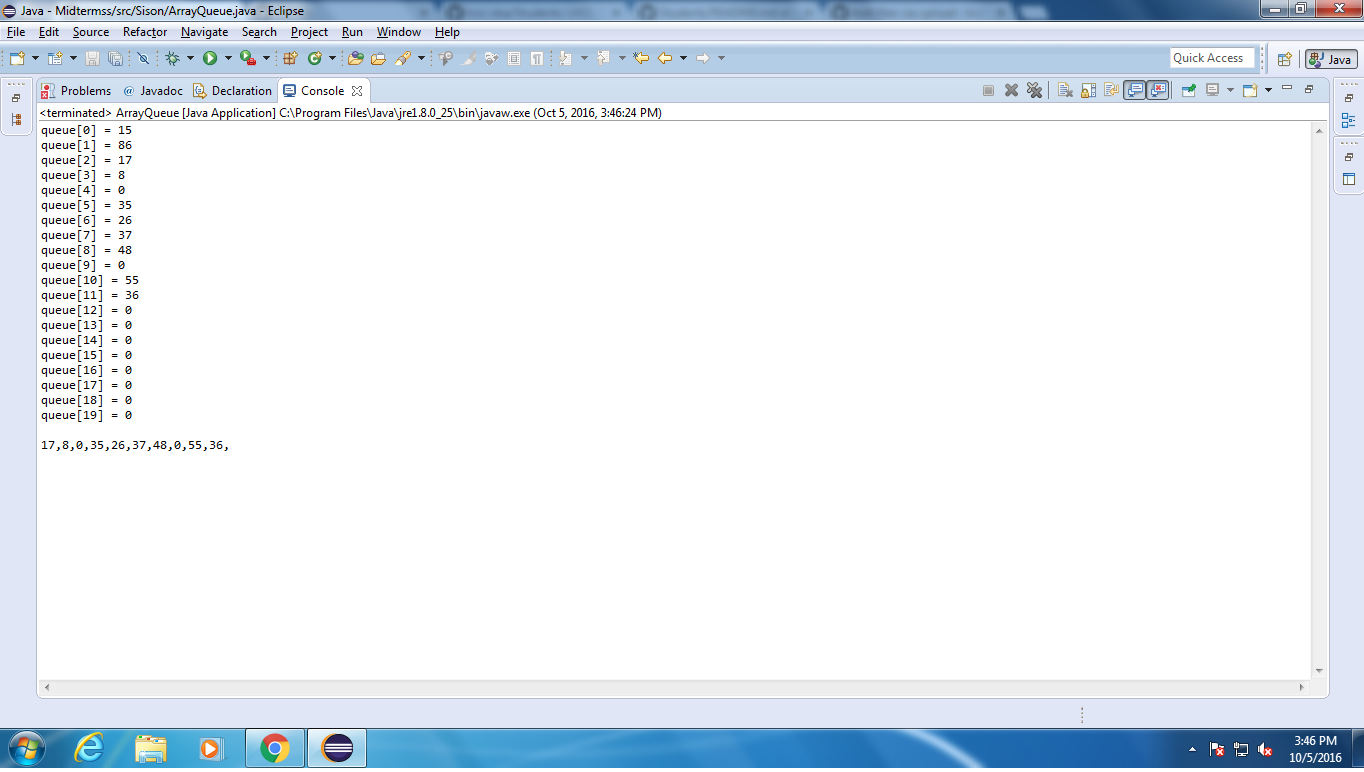 Java - Midtermss/src/Sison/ArrayQueue.java - Eclipse
File Edit Source Refactor Navigate Search Project Run Window Help
Quick Access
Java
Problems @ Javadoc Declaration Console
<terminated> ArrayQueue [Java Application] C:\Program Files\Java\jre1.8.0_25\bin\javaw.exe (Oct 5, 2016, 3:46:24 PM)
queue[0] = 15
queue[1] = 86
queue[2] = 17
queue[3] = 8
queue[4] = 0
queue[5] = 35
queue[6] = 26
queue[7] = 37
queue[8] = 48
queue[9] = 0
queue[10] = 55
queue[11] = 36
queue[12] = 0
queue[13] = 0
queue[14] = 0
queue[15] = 0
queue[16] = 0
queue[17] = 0
queue[18] = 0
queue[19] = 0
17,8,0,35,26,37,48,0,55,36,
3:46 PM
10/5/2016